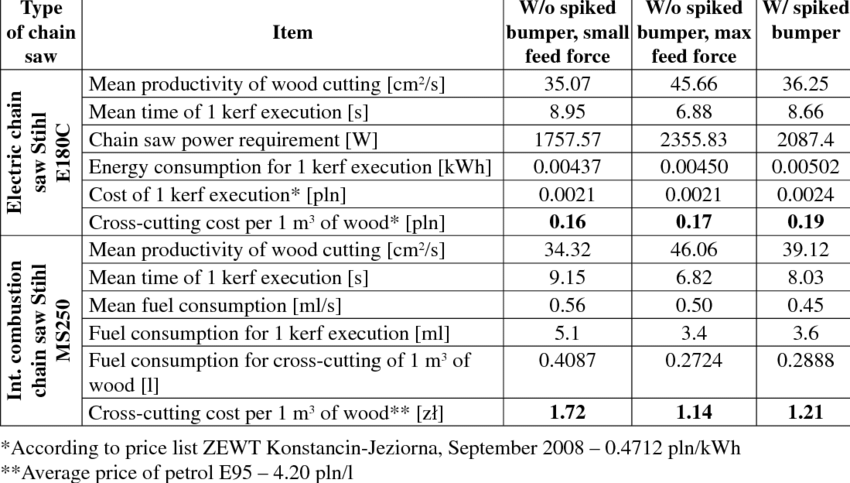 Type of chain saw | Item | W/o spiked bumper, small feed force | W/o spiked bumper, max feed force | W/ spiked bumper
Electric chain saw Stihl E180C
Mean productivity of wood cutting [cm²/s] | 35.07 | 45.66 | 36.25
Mean time of 1 kerf execution [s] | 8.95 | 6.88 | 8.66
Chain saw power requirement [W] | 1757.57 | 2355.83 | 2087.4
Energy consumption for 1 kerf execution [kWh] | 0.00437 | 0.00450 | 0.00502
Cost of 1 kerf execution* [pln] | 0.0021 | 0.0021 | 0.0024
Cross-cutting cost per 1 m³ of wood* [pln] | 0.16 | 0.17 | 0.19
Int. combustion chain saw Stihl MS250
Mean productivity of wood cutting [cm²/s] | 34.32 | 46.06 | 39.12
Mean time of 1 kerf execution [s] | 9.15 | 6.82 | 8.03
Mean fuel consumption [ml/s] | 0.56 | 0.50 | 0.45
Fuel consumption for 1 kerf execution [ml] | 5.1 | 3.4 | 3.6
Fuel consumption for cross-cutting of 1 m³ of wood [l] | 0.4087 | 0.2724 | 0.2888
Cross-cutting cost per 1 m³ of wood** [zł] | 1.72 | 1.14 | 1.21
*According to price list ZEWT Konstancin-Jeziorna, September 2008 – 0.4712 pln/kWh
**Average price of petrol E95 – 4.20 pln/l